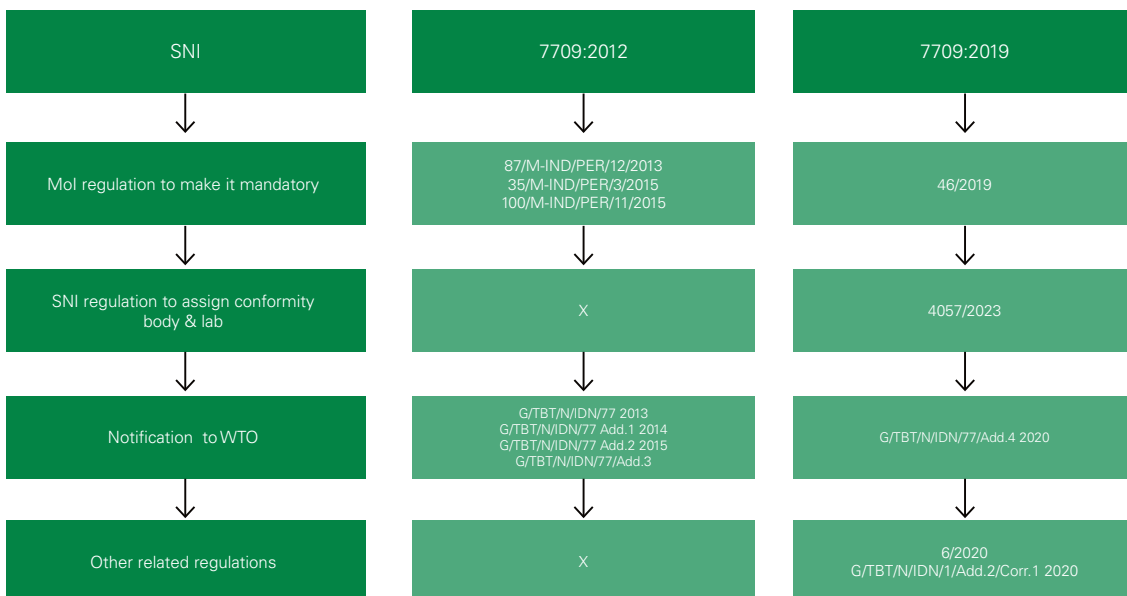 SNI
7709:2012
7709:2019
MoI regulation to make it mandatory
87/M-IND/PER/12/2013
35/M-IND/PER/3/2015
100/M-IND/PER/11/2015
46/2019
SNI regulation to assign conformity
body & lab
X
4057/2023
Notification to WTO
G/TBT/N/IDN/77 2013
G/TBT/N/IDN/77 Add.1 2014
G/TBT/N/IDN/77 Add.2 2015
G/TBT/N/IDN/77/Add.3
G/TBT/N/IDN/77/Add.4 2020
Other related regulations
X
6/2020
G/TBT/N/IDN/1/Add.2/Corr.1 2020